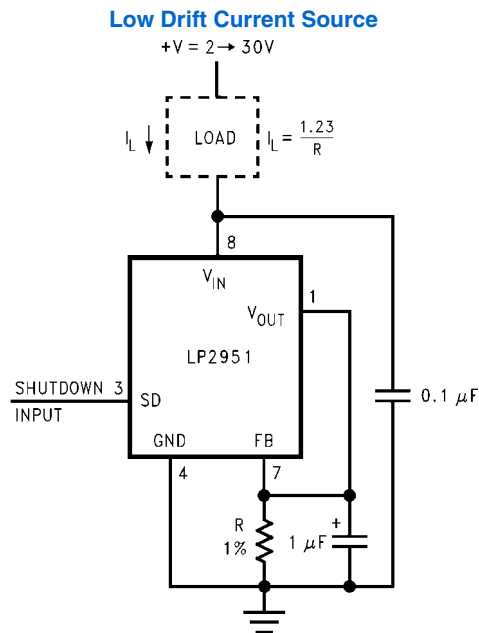 Low Drift Current Source
+V = 2 → 30V
I_L ↓ LOAD I_L = 1.23 / R
8
V_IN
1
V_OUT
LP2951
SHUTDOWN 3
INPUT
SD
0.1 μF
GND FB
4 7
R
1%
+
1 μF